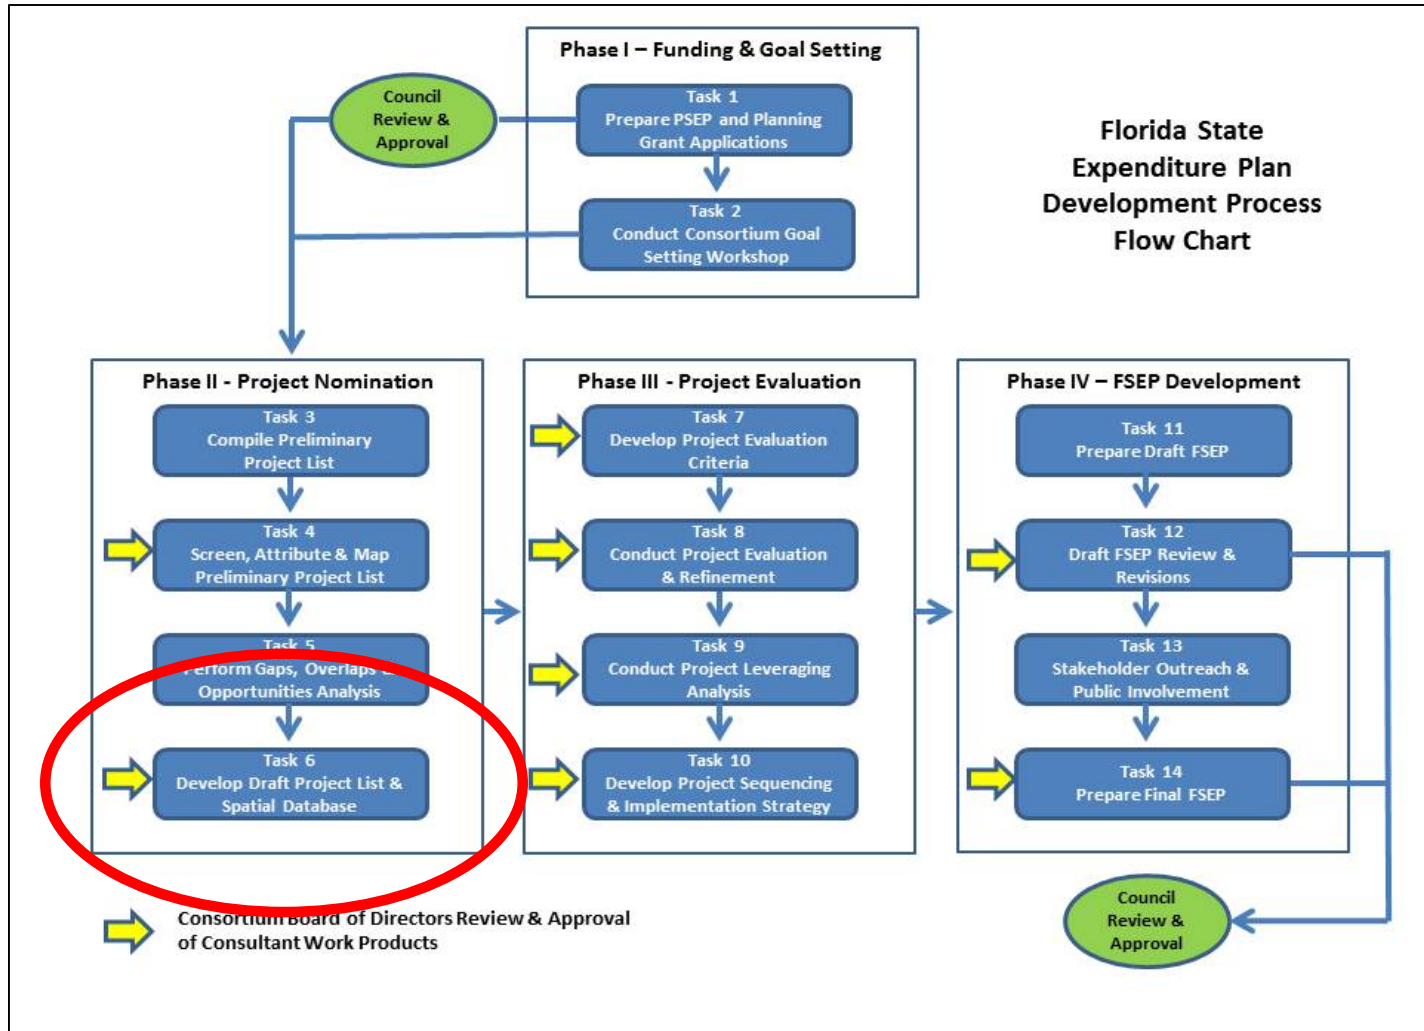 Phase I – Funding & Goal Setting
Council
Review &
Approval
Task 1
Prepare PSEP and Planning
Grant Applications
Task 2
Conduct Consortium Goal
Setting Workshop
Florida State
Expenditure Plan
Development Process
Flow Chart
Phase II - Project Nomination
Task 3
Compile Preliminary
Project List
Task 4
Screen, Attribute & Map
Preliminary Project List
Task 5
Perform Gaps, Overlaps &
Opportunities Analysis
Task 6
Develop Draft Project List &
Spatial Database
Phase III - Project Evaluation
Task 7
Develop Project Evaluation
Criteria
Task 8
Conduct Project Evaluation
& Refinement
Task 9
Conduct Project Leveraging
Analysis
Task 10
Develop Project Sequencing
& Implementation Strategy
Phase IV – FSEP Development
Task 11
Prepare Draft FSEP
Task 12
Draft FSEP Review &
Revisions
Task 13
Stakeholder Outreach &
Public Involvement
Task 14
Prepare Final FSEP
Consortium Board of Directors Review & Approval
of Consultant Work Products
Council
Review &
Approval